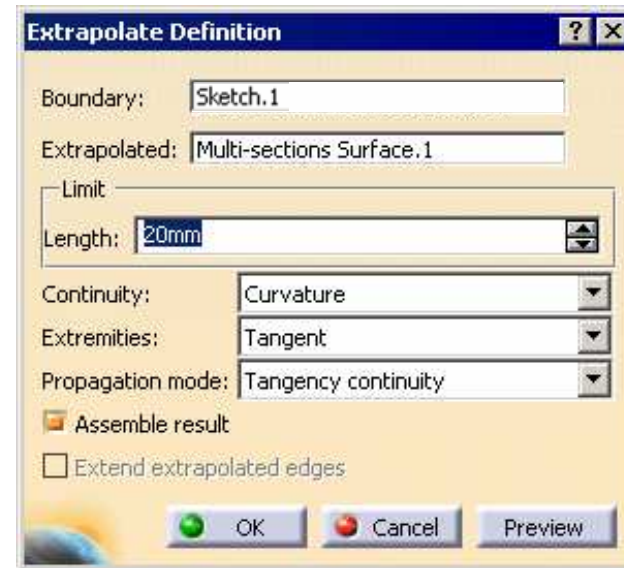 Extrapolate Definition ? X
Boundary: Sketch.1
Extrapolated: Multi-sections Surface.1
Limit
Length: 20mm
Continuity: Curvature
Extremities: Tangent
Propagation mode: Tangency continuity
Assemble result
Extend extrapolated edges
OK Cancel Preview